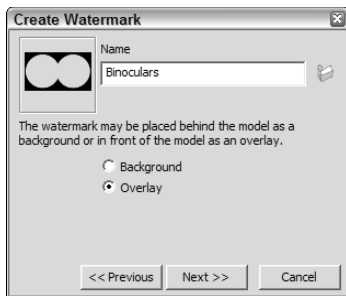 Create Watermark
Name
Binoculars
The watermark may be placed behind the model as a
background or in front of the model as an overlay.
Background
Overlay
<< Previous
Next >>
Cancel